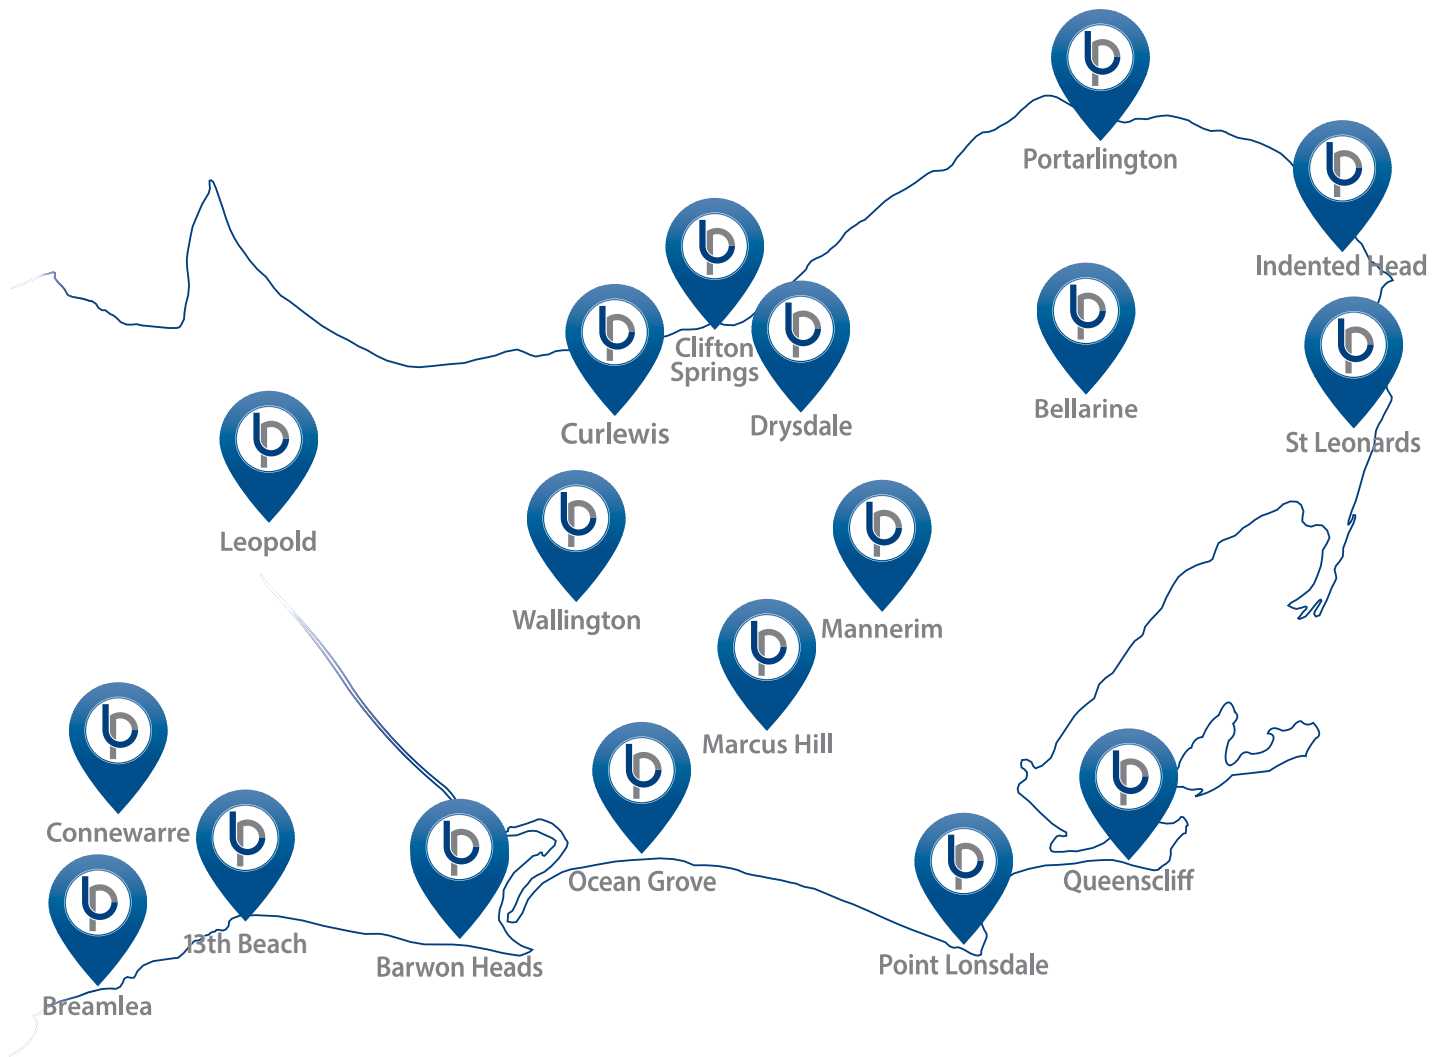 Portarlington
Indented Head
Clifton
Springs
Bellarine
Drysdale
Curlewis
St Leonards
Leopold
Wallington
Mannerim
Marcus Hill
Connewarre
Ocean Grove
Queenscliff
13th Beach
Barwon Heads
Point Lonsdale
Breamlea